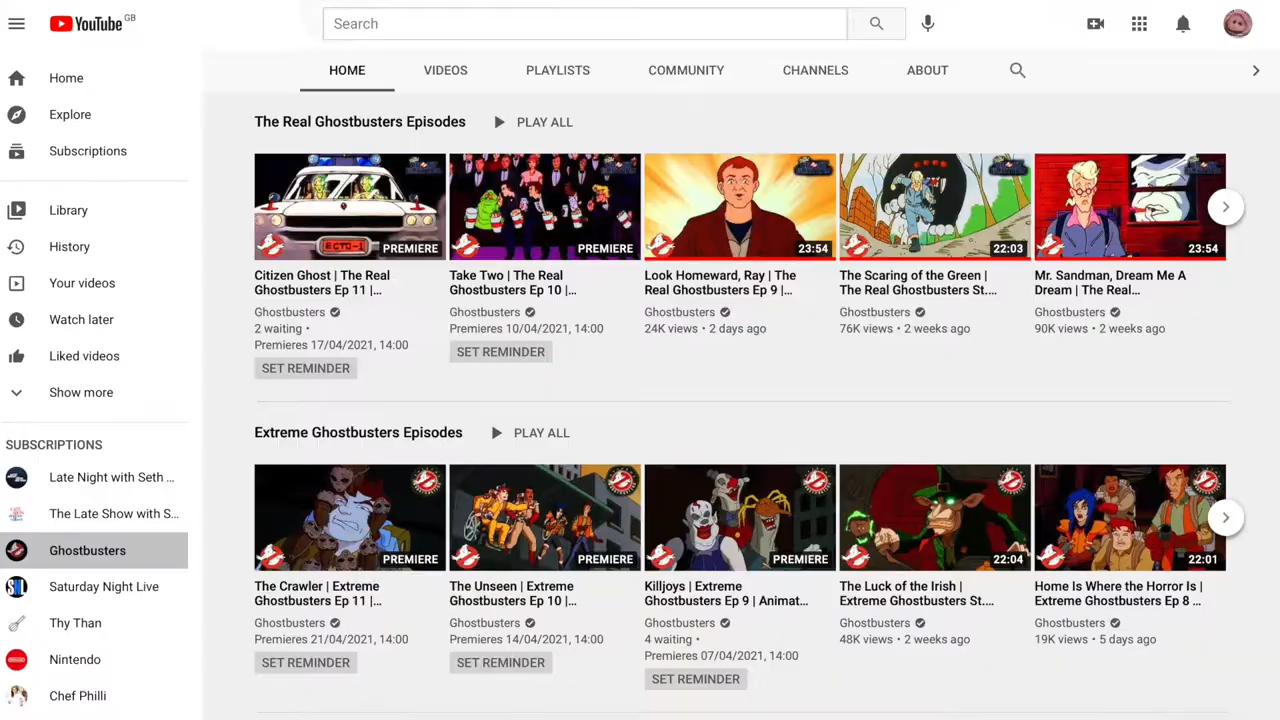 YouTube GB
Search
Home
Explore
Subscriptions
Library
History
Your videos
Watch later
Liked videos
Show more
SUBSCRIPTIONS
Late Night with Seth ...
The Late Show with S...
Ghostbusters
Saturday Night Live
Thy Than
Nintendo
Chef Philli
HOME VIDEOS PLAYLISTS COMMUNITY CHANNELS ABOUT
The Real Ghostbusters Episodes PLAY ALL
ECTO-1
PREMIERE
Citizen Ghost | The Real
Ghostbusters Ep 11 |...
Ghostbusters
2 waiting •
Premieres 17/04/2021, 14:00
SET REMINDER
PREMIERE
Take Two | The Real
Ghostbusters Ep 10 |...
Ghostbusters
Premieres 10/04/2021, 14:00
SET REMINDER
23:54
Look Homeward, Ray | The
Real Ghostbusters Ep 9 |...
Ghostbusters
24K views • 2 days ago
22:03
The Scaring of the Green |
The Real Ghostbusters St....
Ghostbusters
76K views • 2 weeks ago
23:54
Mr. Sandman, Dream Me A
Dream | The Real...
Ghostbusters
90K views • 2 weeks ago
Extreme Ghostbusters Episodes PLAY ALL
PREMIERE
The Crawler | Extreme
Ghostbusters Ep 11 |...
Ghostbusters
Premieres 21/04/2021, 14:00
SET REMINDER
PREMIERE
The Unseen | Extreme
Ghostbusters Ep 10 |...
Ghostbusters
Premieres 14/04/2021, 14:00
SET REMINDER
PREMIERE
Killjoys | Extreme
Ghostbusters Ep 9 | Animat...
Ghostbusters
4 waiting •
Premieres 07/04/2021, 14:00
SET REMINDER
22:04
The Luck of the Irish |
Extreme Ghostbusters St....
Ghostbusters
48K views • 2 weeks ago
22:01
Home Is Where the Horror Is |
Extreme Ghostbusters Ep 8 ...
Ghostbusters
19K views • 5 days ago